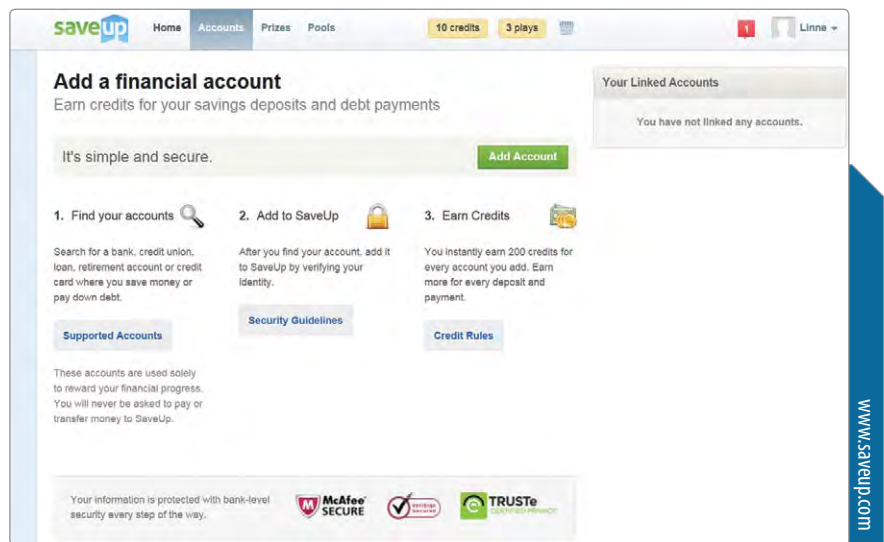 saveup Home Accounts Prizes Pools 10 credits 3 plays 1 Linne
Add a financial account
Earn credits for your savings deposits and debt payments
It's simple and secure.
Add Account
1. Find your accounts
Search for a bank, credit union,
loan, retirement account or credit
card where you save money or
pay down debt.
Supported Accounts
These accounts are used solely
to reward your financial progress.
You will never be asked to pay or
transfer money to SaveUp.
2. Add to SaveUp
After you find your account, add it
to SaveUp by verifying your
identity.
Security Guidelines
3. Earn Credits
You instantly earn 200 credits for
every account you add. Earn
more for every deposit and
payment.
Credit Rules
Your Linked Accounts
You have not linked any accounts.
Your information is protected with bank-level
security every step of the way.
McAfee
SECURE
VeriSign
Secured
TRUSTe
CERTIFIED PRIVACY
www.saveup.com